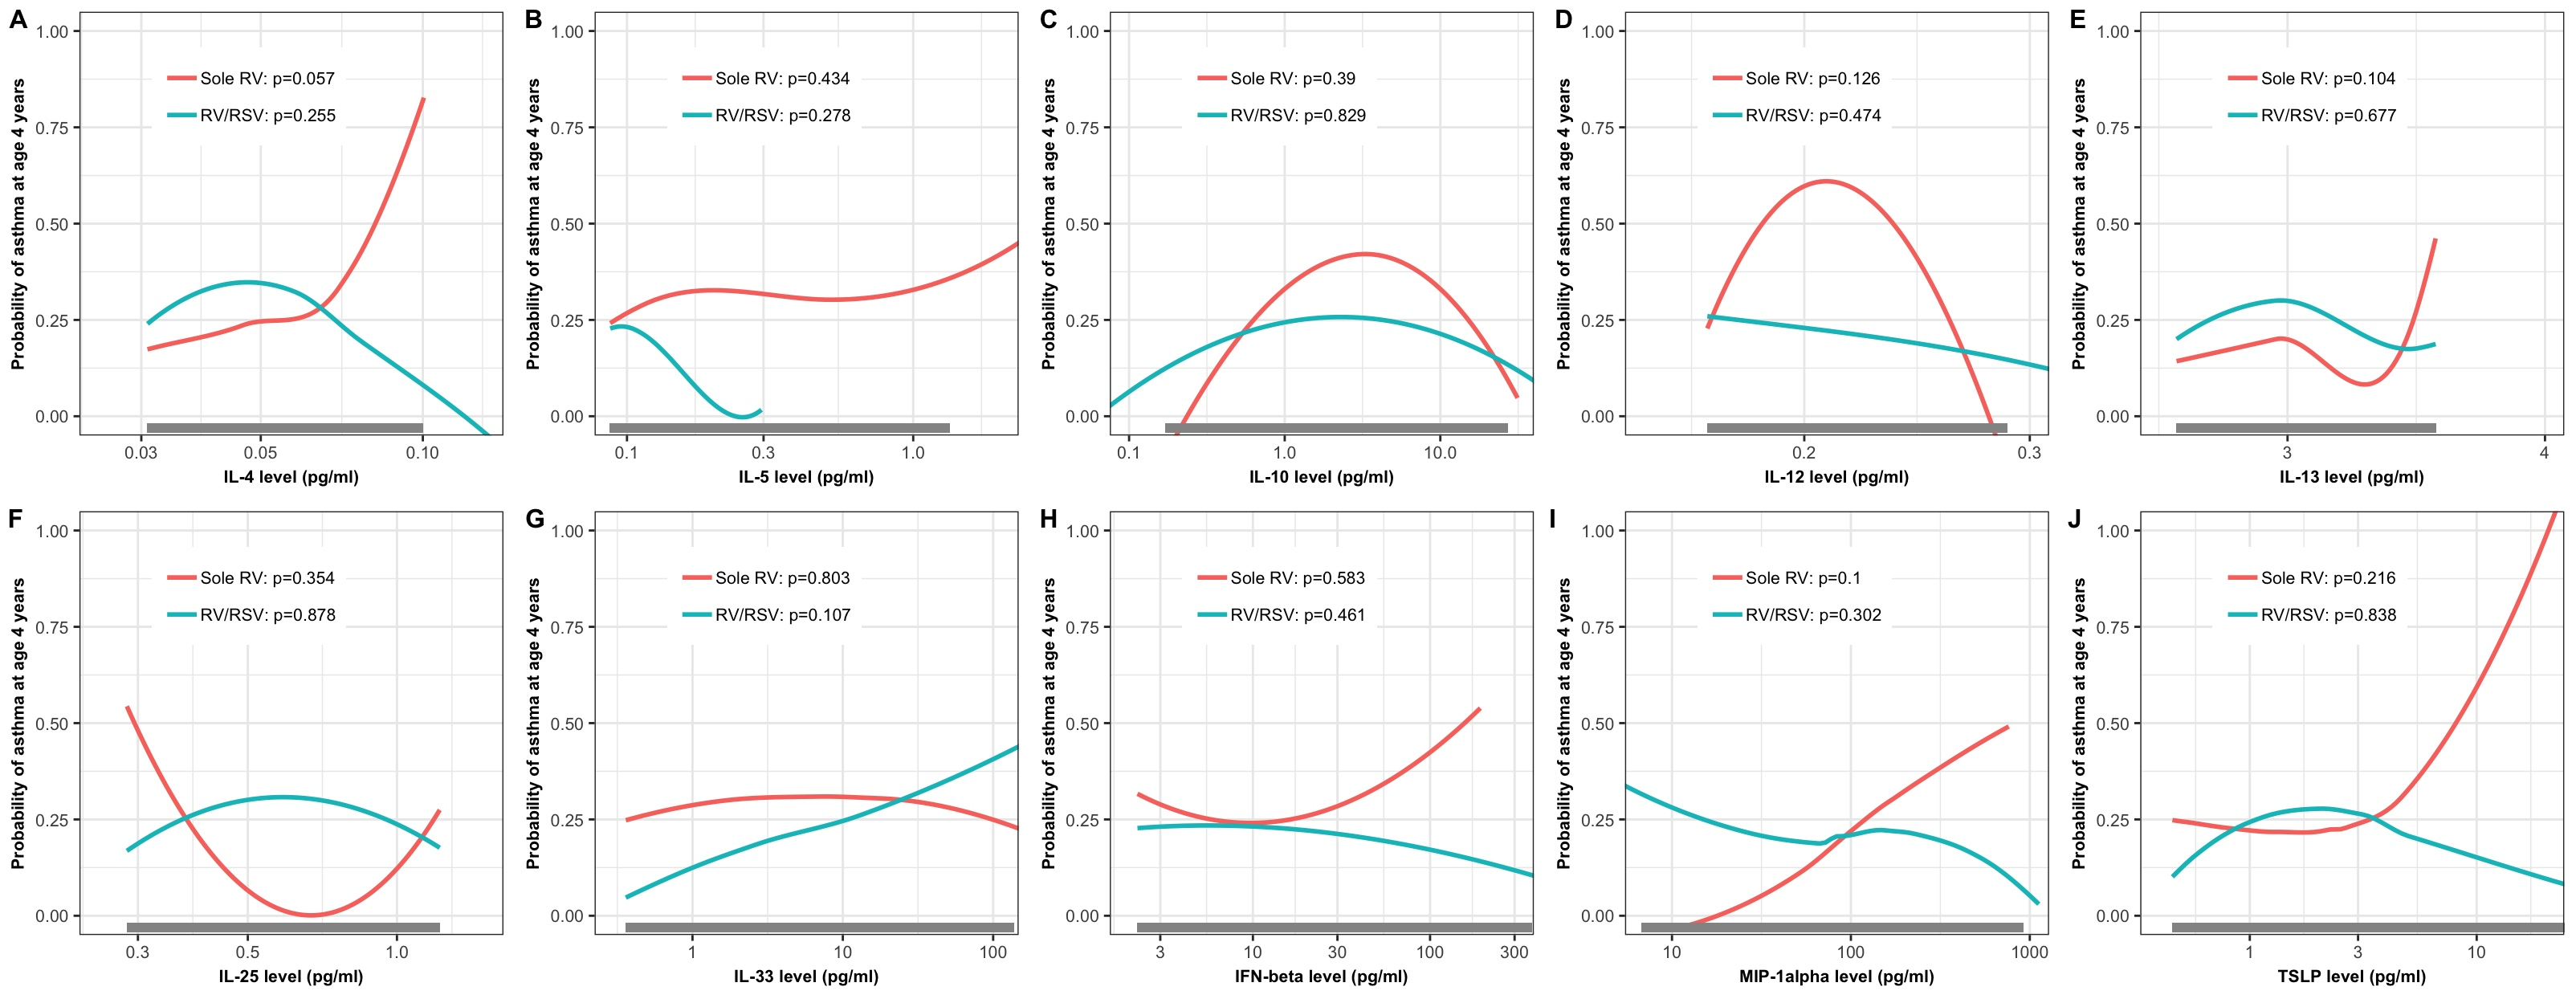 A
Probability of asthma at age 4 years
1.00
0.75
0.50
0.25
0.00
Sole RV: p=0.057
RV/RSV: p=0.255
0.03 0.05 0.10
IL-4 level (pg/ml)
B
Probability of asthma at age 4 years
1.00
0.75
0.50
0.25
0.00
Sole RV: p=0.434
RV/RSV: p=0.278
0.1 0.3 1.0
IL-5 level (pg/ml)
C
Probability of asthma at age 4 years
1.00
0.75
0.50
0.25
0.00
Sole RV: p=0.39
RV/RSV: p=0.829
0.1 1.0 10.0
IL-10 level (pg/ml)
D
Probability of asthma at age 4 years
1.00
0.75
0.50
0.25
0.00
Sole RV: p=0.126
RV/RSV: p=0.474
0.2 0.3
IL-12 level (pg/ml)
E
Probability of asthma at age 4 years
1.00
0.75
0.50
0.25
0.00
Sole RV: p=0.104
RV/RSV: p=0.677
3 4
IL-13 level (pg/ml)
F
Probability of asthma at age 4 years
1.00
0.75
0.50
0.25
0.00
Sole RV: p=0.354
RV/RSV: p=0.878
0.3 0.5 1.0
IL-25 level (pg/ml)
G
Probability of asthma at age 4 years
1.00
0.75
0.50
0.25
0.00
Sole RV: p=0.803
RV/RSV: p=0.107
1 10 100
IL-33 level (pg/ml)
H
Probability of asthma at age 4 years
1.00
0.75
0.50
0.25
0.00
Sole RV: p=0.583
RV/RSV: p=0.461
3 10 30 100 300
IFN-beta level (pg/ml)
I
Probability of asthma at age 4 years
1.00
0.75
0.50
0.25
0.00
Sole RV: p=0.1
RV/RSV: p=0.302
10 100 1000
MIP-1alpha level (pg/ml)
J
Probability of asthma at age 4 years
1.00
0.75
0.50
0.25
0.00
Sole RV: p=0.216
RV/RSV: p=0.838
1 3 10
TSLP level (pg/ml)